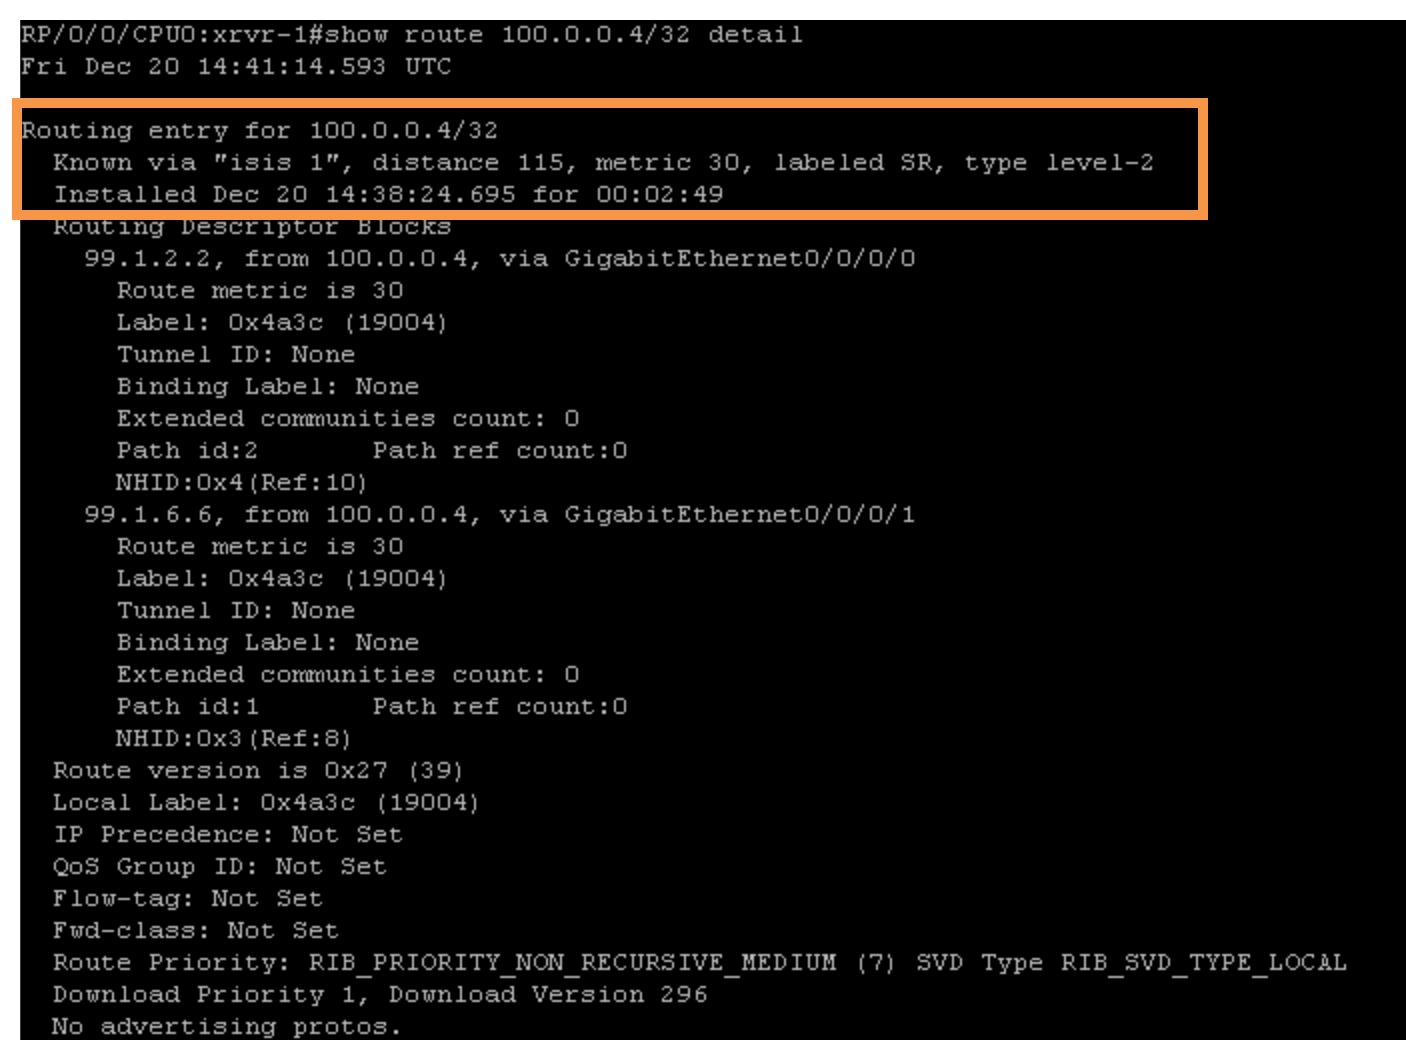 RP/0/0/CPU0:xrvr-1#show route 100.0.0.4/32 detail
Fri Dec 20 14:41:14.593 UTC
Routing entry for 100.0.0.4/32
Known via "isis 1", distance 115, metric 30, labeled SR, type level-2
Installed Dec 20 14:38:24.695 for 00:02:49
Routing Descriptor Blocks
99.1.2.2, from 100.0.0.4, via GigabitEthernet0/0/0/0
Route metric is 30
Label: 0x4a3c (19004)
Tunnel ID: None
Binding Label: None
Extended communities count: 0
Path id:2 Path ref count:0
NHID:0x4(Ref:10)
99.1.6.6, from 100.0.0.4, via GigabitEthernet0/0/0/1
Route metric is 30
Label: 0x4a3c (19004)
Tunnel ID: None
Binding Label: None
Extended communities count: 0
Path id:1 Path ref count:0
NHID:0x3(Ref:8)
Route version is 0x27 (39)
Local Label: 0x4a3c (19004)
IP Precedence: Not Set
QoS Group ID: Not Set
Flow-tag: Not Set
Fwd-class: Not Set
Route Priority: RIB_PRIORITY_NON_RECURSIVE_MEDIUM (7) SVD Type RIB_SVD_TYPE_LOCAL
Download Priority 1, Download Version 296
No advertising protos.